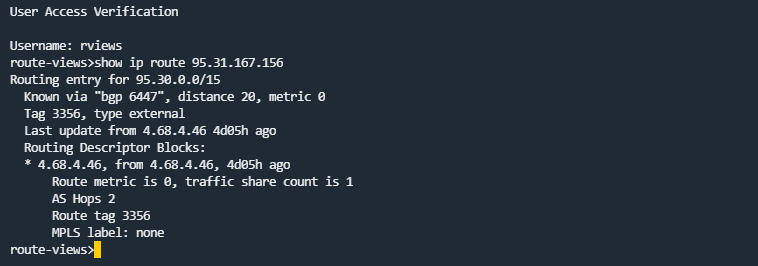 User Access Verification
Username: rviews
route-views>show ip route 95.31.167.156
Routing entry for 95.30.0.0/15
Known via "bgp 6447", distance 20, metric 0
Tag 3356, type external
Last update from 4.68.4.46 4d05h ago
Routing Descriptor Blocks:
* 4.68.4.46, from 4.68.4.46, 4d05h ago
Route metric is 0, traffic share count is 1
AS Hops 2
Route tag 3356
MPLS label: none
route-views>